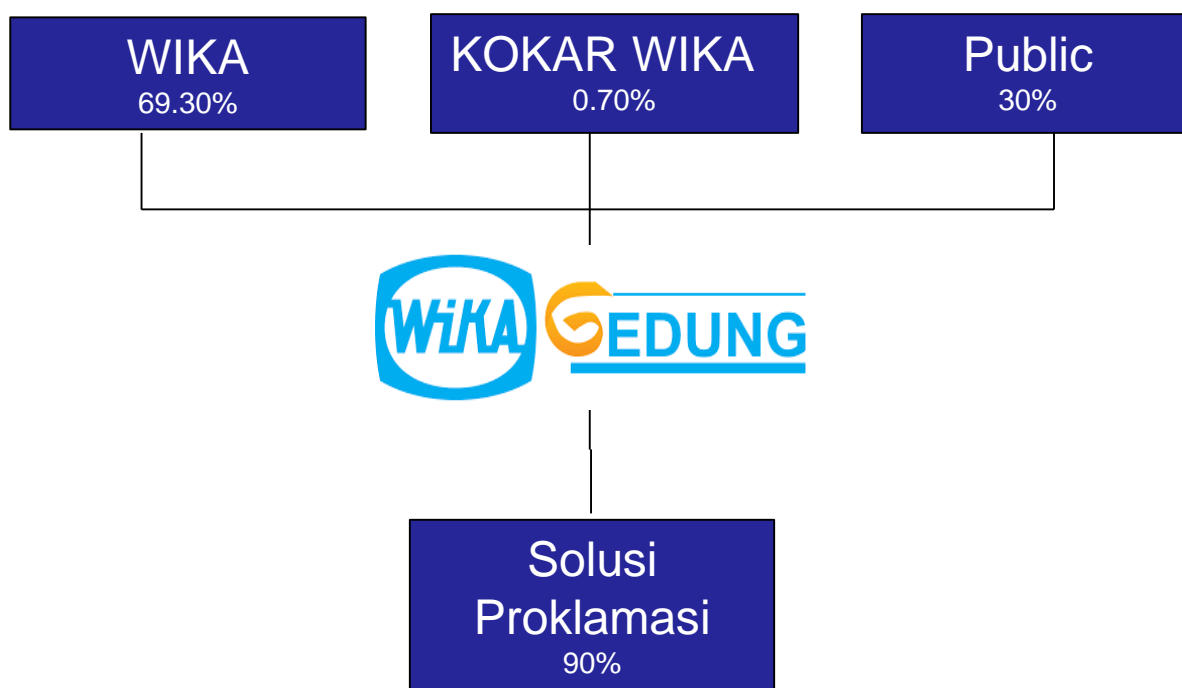 WIKA
69.30%
KOKAR WIKA
0.70%
Public
30%
WiKA GEDUNG
Solusi
Proklamasi
90%